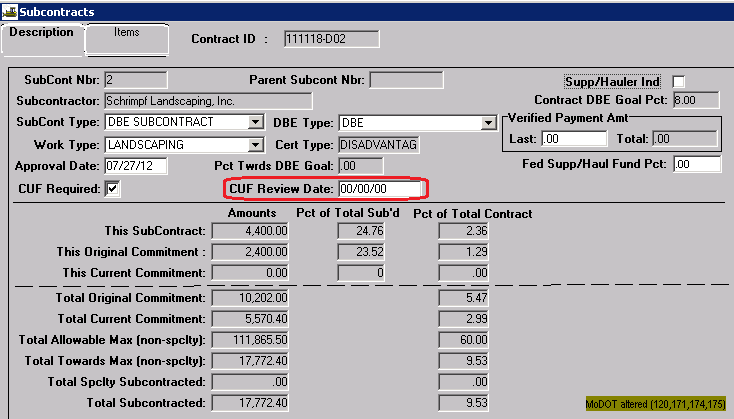 Subcontracts
Description Items Contract ID : 111118-D02
SubCont Nbr: 2 Parent Subcont Nbr: Supp/Hauler Ind
Subcontractor: Schrimpf Landscaping, Inc. Contract DBE Goal Pct: 8.00
SubCont Type: DBE SUBCONTRACT DBE Type: DBE Verified Payment Amt
Work Type: LANDSCAPING Cert Type: DISADVANTAG Last: .00 Total: .00
Approval Date: 07/27/12 Pct Twrds DBE Goal: .00 Fed Supp/Haul Fund Pct: .00
CUF Required: CUF Review Date: 00/00/00
Amounts Pct of Total Sub'd Pct of Total Contract
This SubContract: 4,400.00 24.76 2.36
This Original Commitment : 2,400.00 23.52 1.29
This Current Commitment: 0.00 0 .00
Total Original Commitment: 10,202.00 5.47
Total Current Commitment: 5,570.40 2.99
Total Allowable Max (non-spclty): 111,865.50 60.00
Total Towards Max (non-spclty): 17,772.40 9.53
Total Spclty Subcontracted: .00 .00
Total Subcontracted: 17,772.40 9.53
MoDOT altered (120,171,174,175)